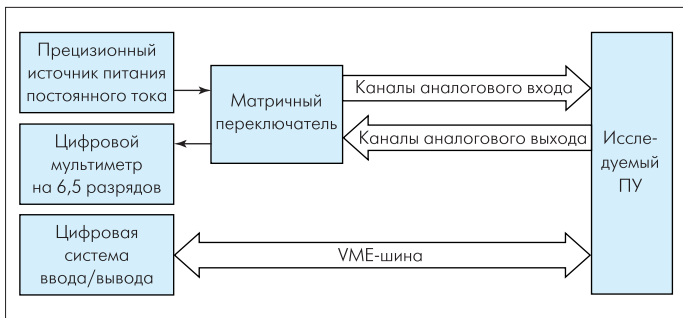 Прецизионный
источник питания
постоянного тока
Матричный
переключатель
Каналы аналогового входа
Каналы аналогового выхода
Цифровой
мультиметр
на 6,5 разрядов
Иссле-
дуемый
ПУ
Цифровая
система
ввода/вывода
VME-шина